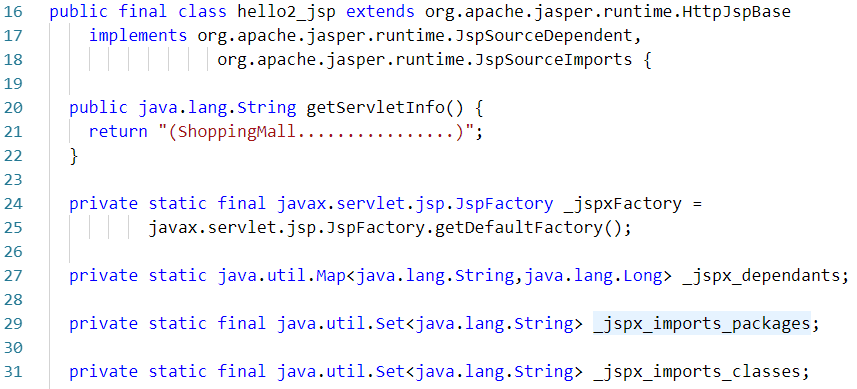 16 public final class hello2_jsp extends org.apache.jasper.runtime.HttpJspBase
17     implements org.apache.jasper.runtime.JspSourceDependent,
18                  org.apache.jasper.runtime.JspSourceImports {
19
20   public java.lang.String getServletInfo() {
21     return "(ShoppingMall................)";
22   }
23
24   private static final javax.servlet.jsp.JspFactory _jspxFactory =
25           javax.servlet.jsp.JspFactory.getDefaultFactory();
26
27   private static java.util.Map<java.lang.String,java.lang.Long> _jspx_dependants;
28
29   private static final java.util.Set<java.lang.String> _jspx_imports_packages;
30
31   private static final java.util.Set<java.lang.String> _jspx_imports_classes;